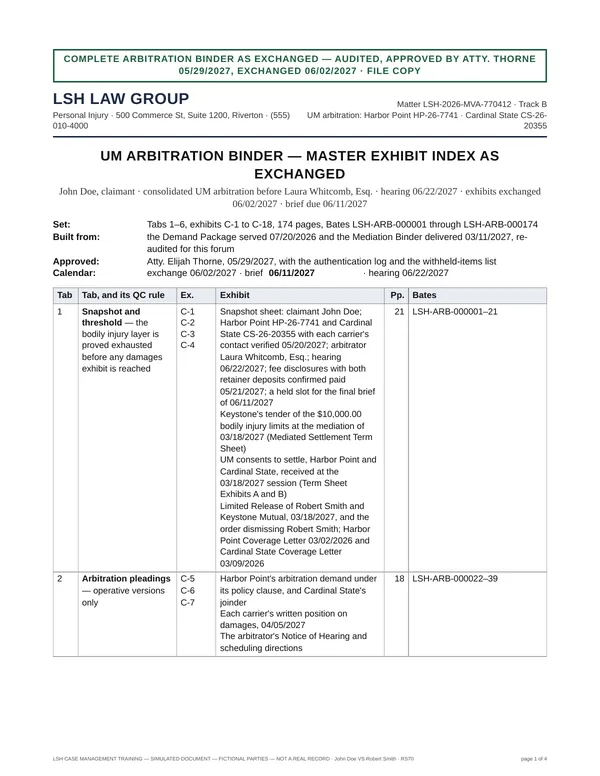 COMPLETE ARBITRATION BINDER AS EXCHANGED — AUDITED, APPROVED BY ATTY. THORNE
05/29/2027, EXCHANGED 06/02/2027 · FILE COPY
LSH LAW GROUP
Personal Injury · 500 Commerce St, Suite 1200, Riverton · (555)
010-4000
Matter LSH-2026-MVA-770412 · Track B
UM arbitration: Harbor Point HP-26-7741 · Cardinal State CS-26-
20355
UM ARBITRATION BINDER — MASTER EXHIBIT INDEX AS
EXCHANGED
John Doe, claimant · consolidated UM arbitration before Laura Whitcomb, Esq. · hearing 06/22/2027 · exhibits exchanged
06/02/2027 · brief due 06/11/2027
Set: Tabs 1–6, exhibits C-1 to C-18, 174 pages, Bates LSH-ARB-000001 through LSH-ARB-000174
Built from: the Demand Package served 07/20/2026 and the Mediation Binder delivered 03/11/2027, re-
audited for this forum
Approved: Atty. Elijah Thorne, 05/29/2027, with the authentication log and the withheld-items list
Calendar: exchange 06/02/2027 · brief 06/11/2027 · hearing 06/22/2027
Tab Tab, and its QC rule Ex. Exhibit Pp. Bates
1
Snapshot and
threshold — the
bodily injury layer is
proved exhausted
before any damages
exhibit is reached
C-1
C-2
C-3
C-4
Snapshot sheet: claimant John Doe;
Harbor Point HP-26-7741 and Cardinal
State CS-26-20355 with each carrier's
contact verified 05/20/2027; arbitrator
Laura Whitcomb, Esq.; hearing
06/22/2027; fee disclosures with both
retainer deposits confirmed paid
05/21/2027; a held slot for the final brief
of 06/11/2027
Keystone's tender of the $10,000.00
bodily injury limits at the mediation of
03/18/2027 (Mediated Settlement Term
Sheet)
UM consents to settle, Harbor Point and
Cardinal State, received at the
03/18/2027 session (Term Sheet
Exhibits A and B)
Limited Release of Robert Smith and
Keystone Mutual, 03/18/2027, and the
order dismissing Robert Smith; Harbor
Point Coverage Letter 03/02/2026 and
Cardinal State Coverage Letter
03/09/2026
21
LSH-ARB-000001–21
2
Arbitration pleadings
— operative versions
only
C-5
C-6
C-7
Harbor Point's arbitration demand under
its policy clause, and Cardinal State's
joinder
Each carrier's written position on
damages, 04/05/2027
The arbitrator's Notice of Hearing and
scheduling directions
18
LSH-ARB-000022–39
LSH CASE MANAGEMENT TRAINING — SIMULATED DOCUMENT — FICTIONAL PARTIES — NOT A REAL RECORD · John Doe VS Robert Smith · RS70
page 1 of 4